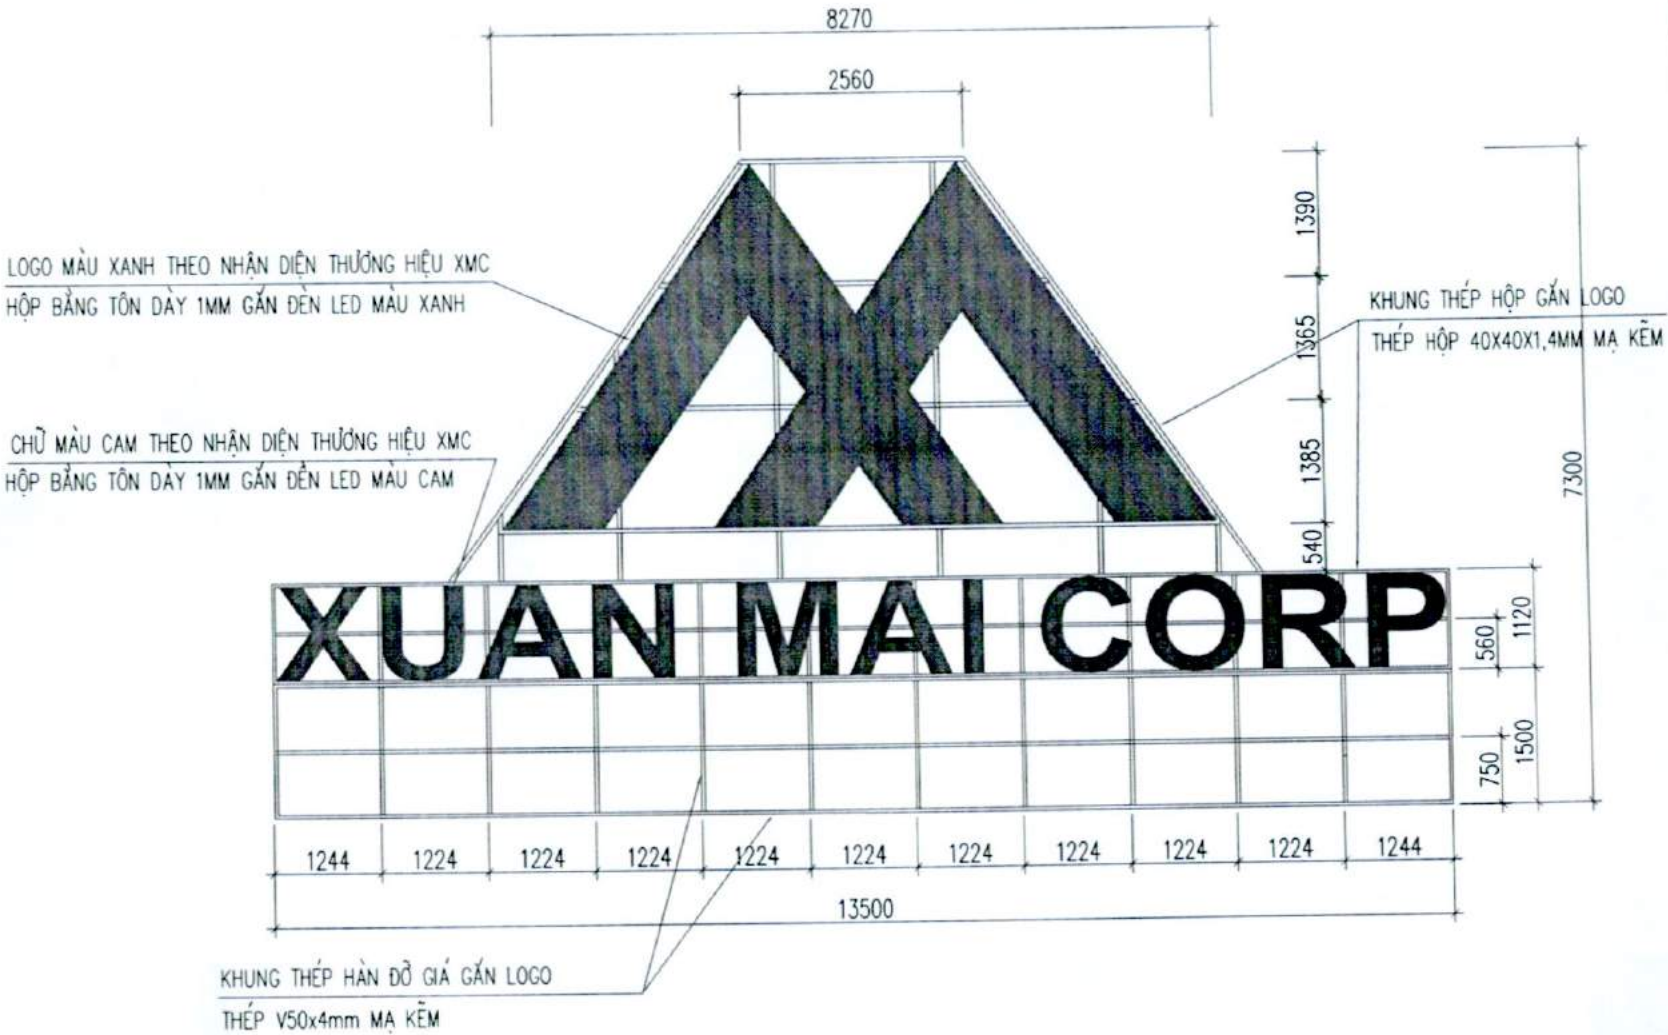 8270
2560
LOGO MÀU XANH THEO NHẬN DIỆN THƯƠNG HIỆU XMC
HỘP BẰNG TÔN DÀY 1MM GẮN ĐÈN LED MÀU XANH
CHỮ MÀU CAM THEO NHẬN DIỆN THƯƠNG HIỆU XMC
HỘP BẰNG TÔN DÀY 1MM GẮN ĐÈN LED MÀU CAM
1390
1365
1385
540
KHUNG THÉP HỘP GẮN LOGO
THÉP HỘP 40X40X1,4MM MẠ KẼM
7300
XUAN MAI CORP
560
1120
750
1500
1244 1224 1224 1224 1224 1224 1224 1224 1224 1224 1244
13500
KHUNG THÉP HÀN ĐỠ GIÁ GẮN LOGO
THÉP V50x4mm MẠ KẼM